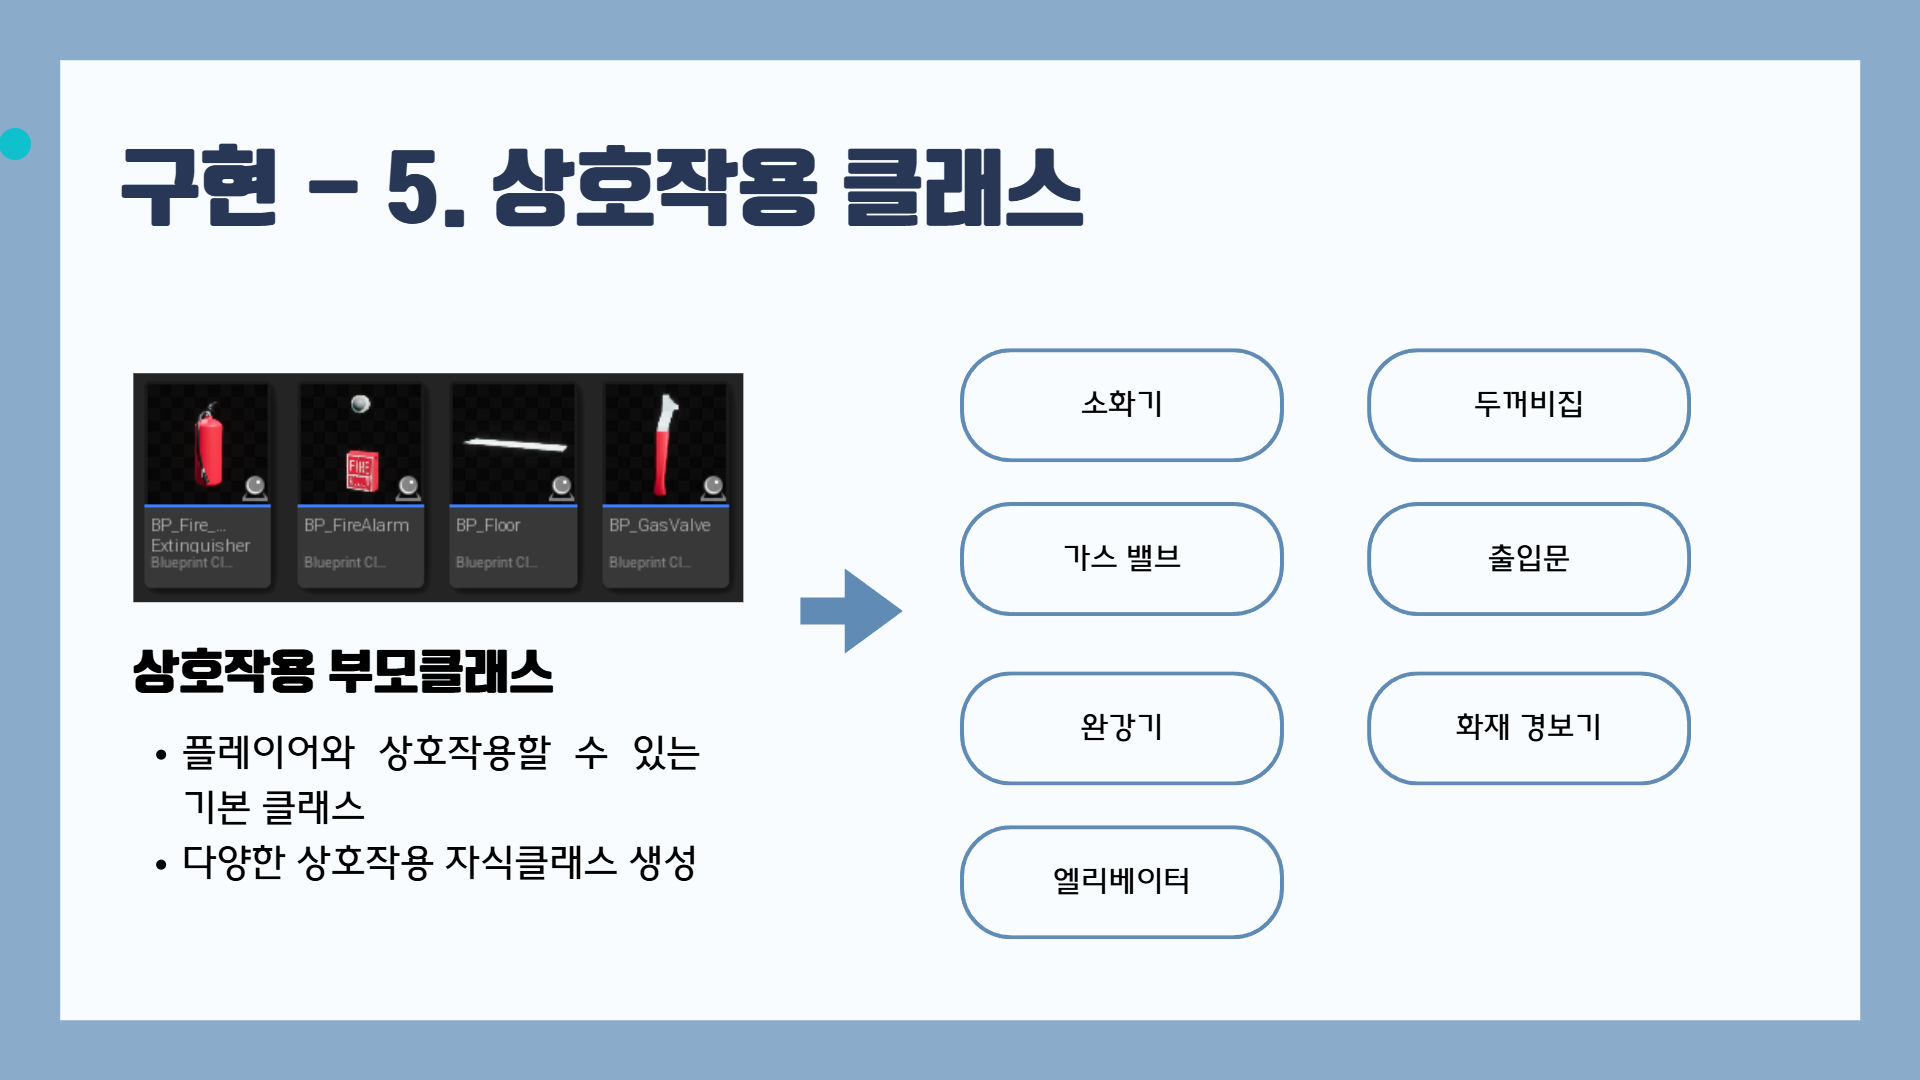 구현 - 5. 상호작용 클래스
BP_Fire_...
Extinguisher
Blueprint Cl...
BP_FireAlarm
Blueprint Cl...
BP_Floor
Blueprint Cl...
BP_GasValve
Blueprint Cl...
FIRE
상호작용 부모클래스
• 플레이어와 상호작용할 수 있는
기본 클래스
• 다양한 상호작용 자식클래스 생성
소화기
두꺼비집
가스 밸브
출입문
완강기
화재 경보기
엘리베이터